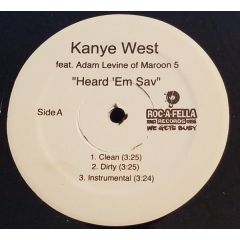 Kanye West
feat. Adam Levine of Maroon 5
"Heard 'Em Say"
Side A
ROC-A-FELLA
RECORDS
WE GETS BUSY
1. Clean (3:25)
2. Dirty (3:25)
3. Instrumental (3:24)